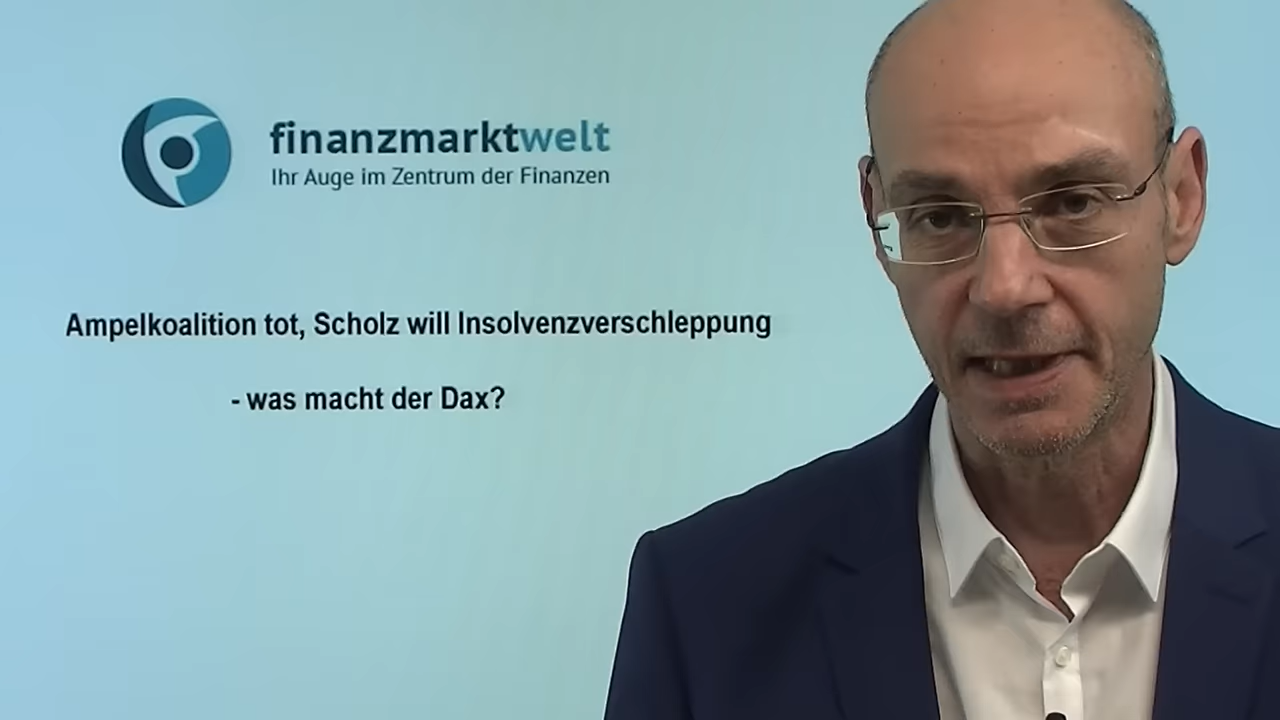 finanzmarktwelt
Ihr Auge im Zentrum der Finanzen
Ampelkoalition tot, Scholz will Insolvenzverschleppung
- was macht der Dax?